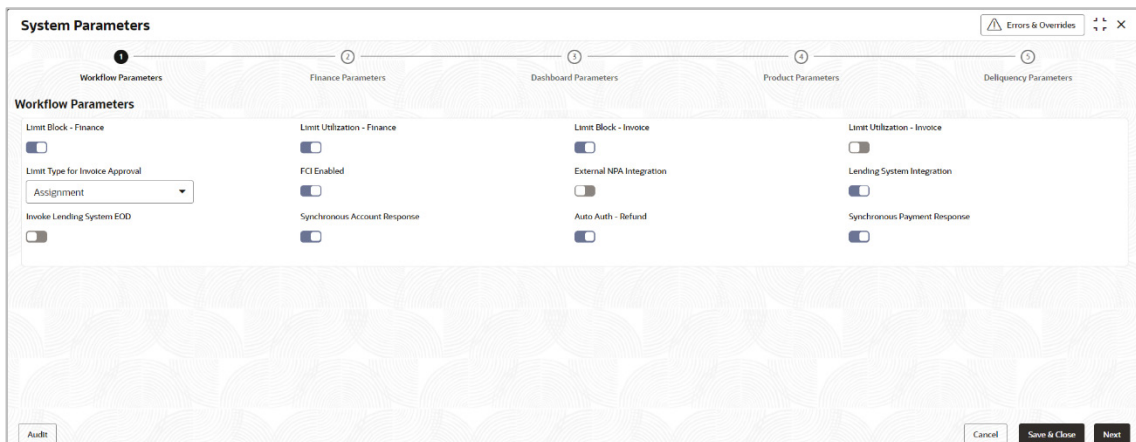 System Parameters
Errors & Overrides
1 2 3 4 5
Workflow Parameters Finance Parameters Dashboard Parameters Product Parameters Deliquency Parameters
Workflow Parameters
Limit Block - Finance Limit Utilization - Finance Limit Block - Invoice Limit Utilization - Invoice
Limit Type for Invoice Approval FCI Enabled External NPA Integration Lending System Integration
Assignment
Invoke Lending System EOD Synchronous Account Response Auto Auth - Refund Synchronous Payment Response
Audit Cancel Save & Close Next